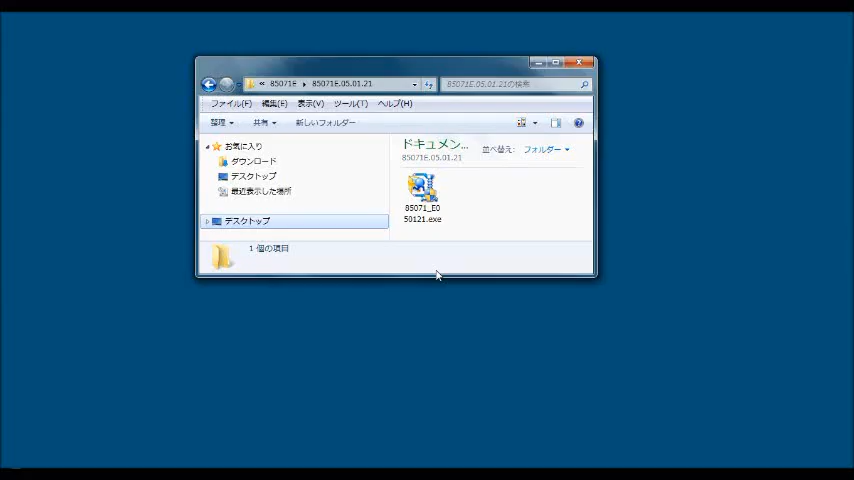 « 85071E ▸ 85071E.05.01.21
85071E.05.01.21の検索
ファイル(F) 編集(E) 表示(V) ツール(T) ヘルプ(H)
整理 共有 新しいフォルダー
お気に入り
ダウンロード
デスクトップ
最近表示した場所
デスクトップ
ドキュメン...
85071E.05.01.21
並べ替え: フォルダー
85071_E0
50121.exe
1 個の項目